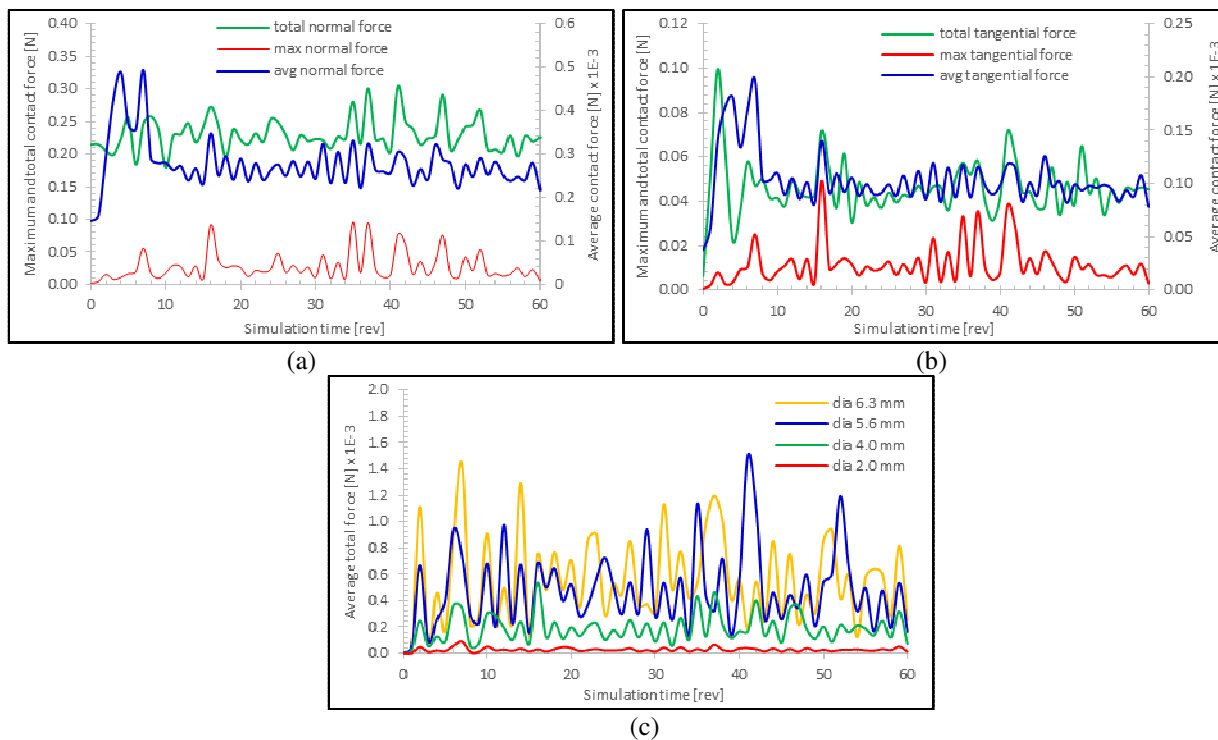 total normal force
max normal force
avg normal force
Maximum and total contact force [N]
0.40
0.35
0.30
0.25
0.20
0.15
0.10
0.05
0.00
0.6
0.5
0.4
0.3
0.2
0.1
0
Average contact force [N] x 1E-3
0 10 20 30 40 50 60
Simulation time [rev]
(a)
total tangential force
max tangential force
avg tangential force
Maximum and total contact force [N]
0.12
0.10
0.08
0.06
0.04
0.02
0.00
0.25
0.20
0.15
0.10
0.05
0.00
Average contact force [N] x 1E-3
0 10 20 30 40 50 60
Simulation time [rev]
(b)
dia 6.3 mm
dia 5.6 mm
dia 4.0 mm
dia 2.0 mm
Average total force [N] x 1E-3
2.0
1.8
1.6
1.4
1.2
1.0
0.8
0.6
0.4
0.2
0.0
0 10 20 30 40 50 60
Simulation time [rev]
(c)